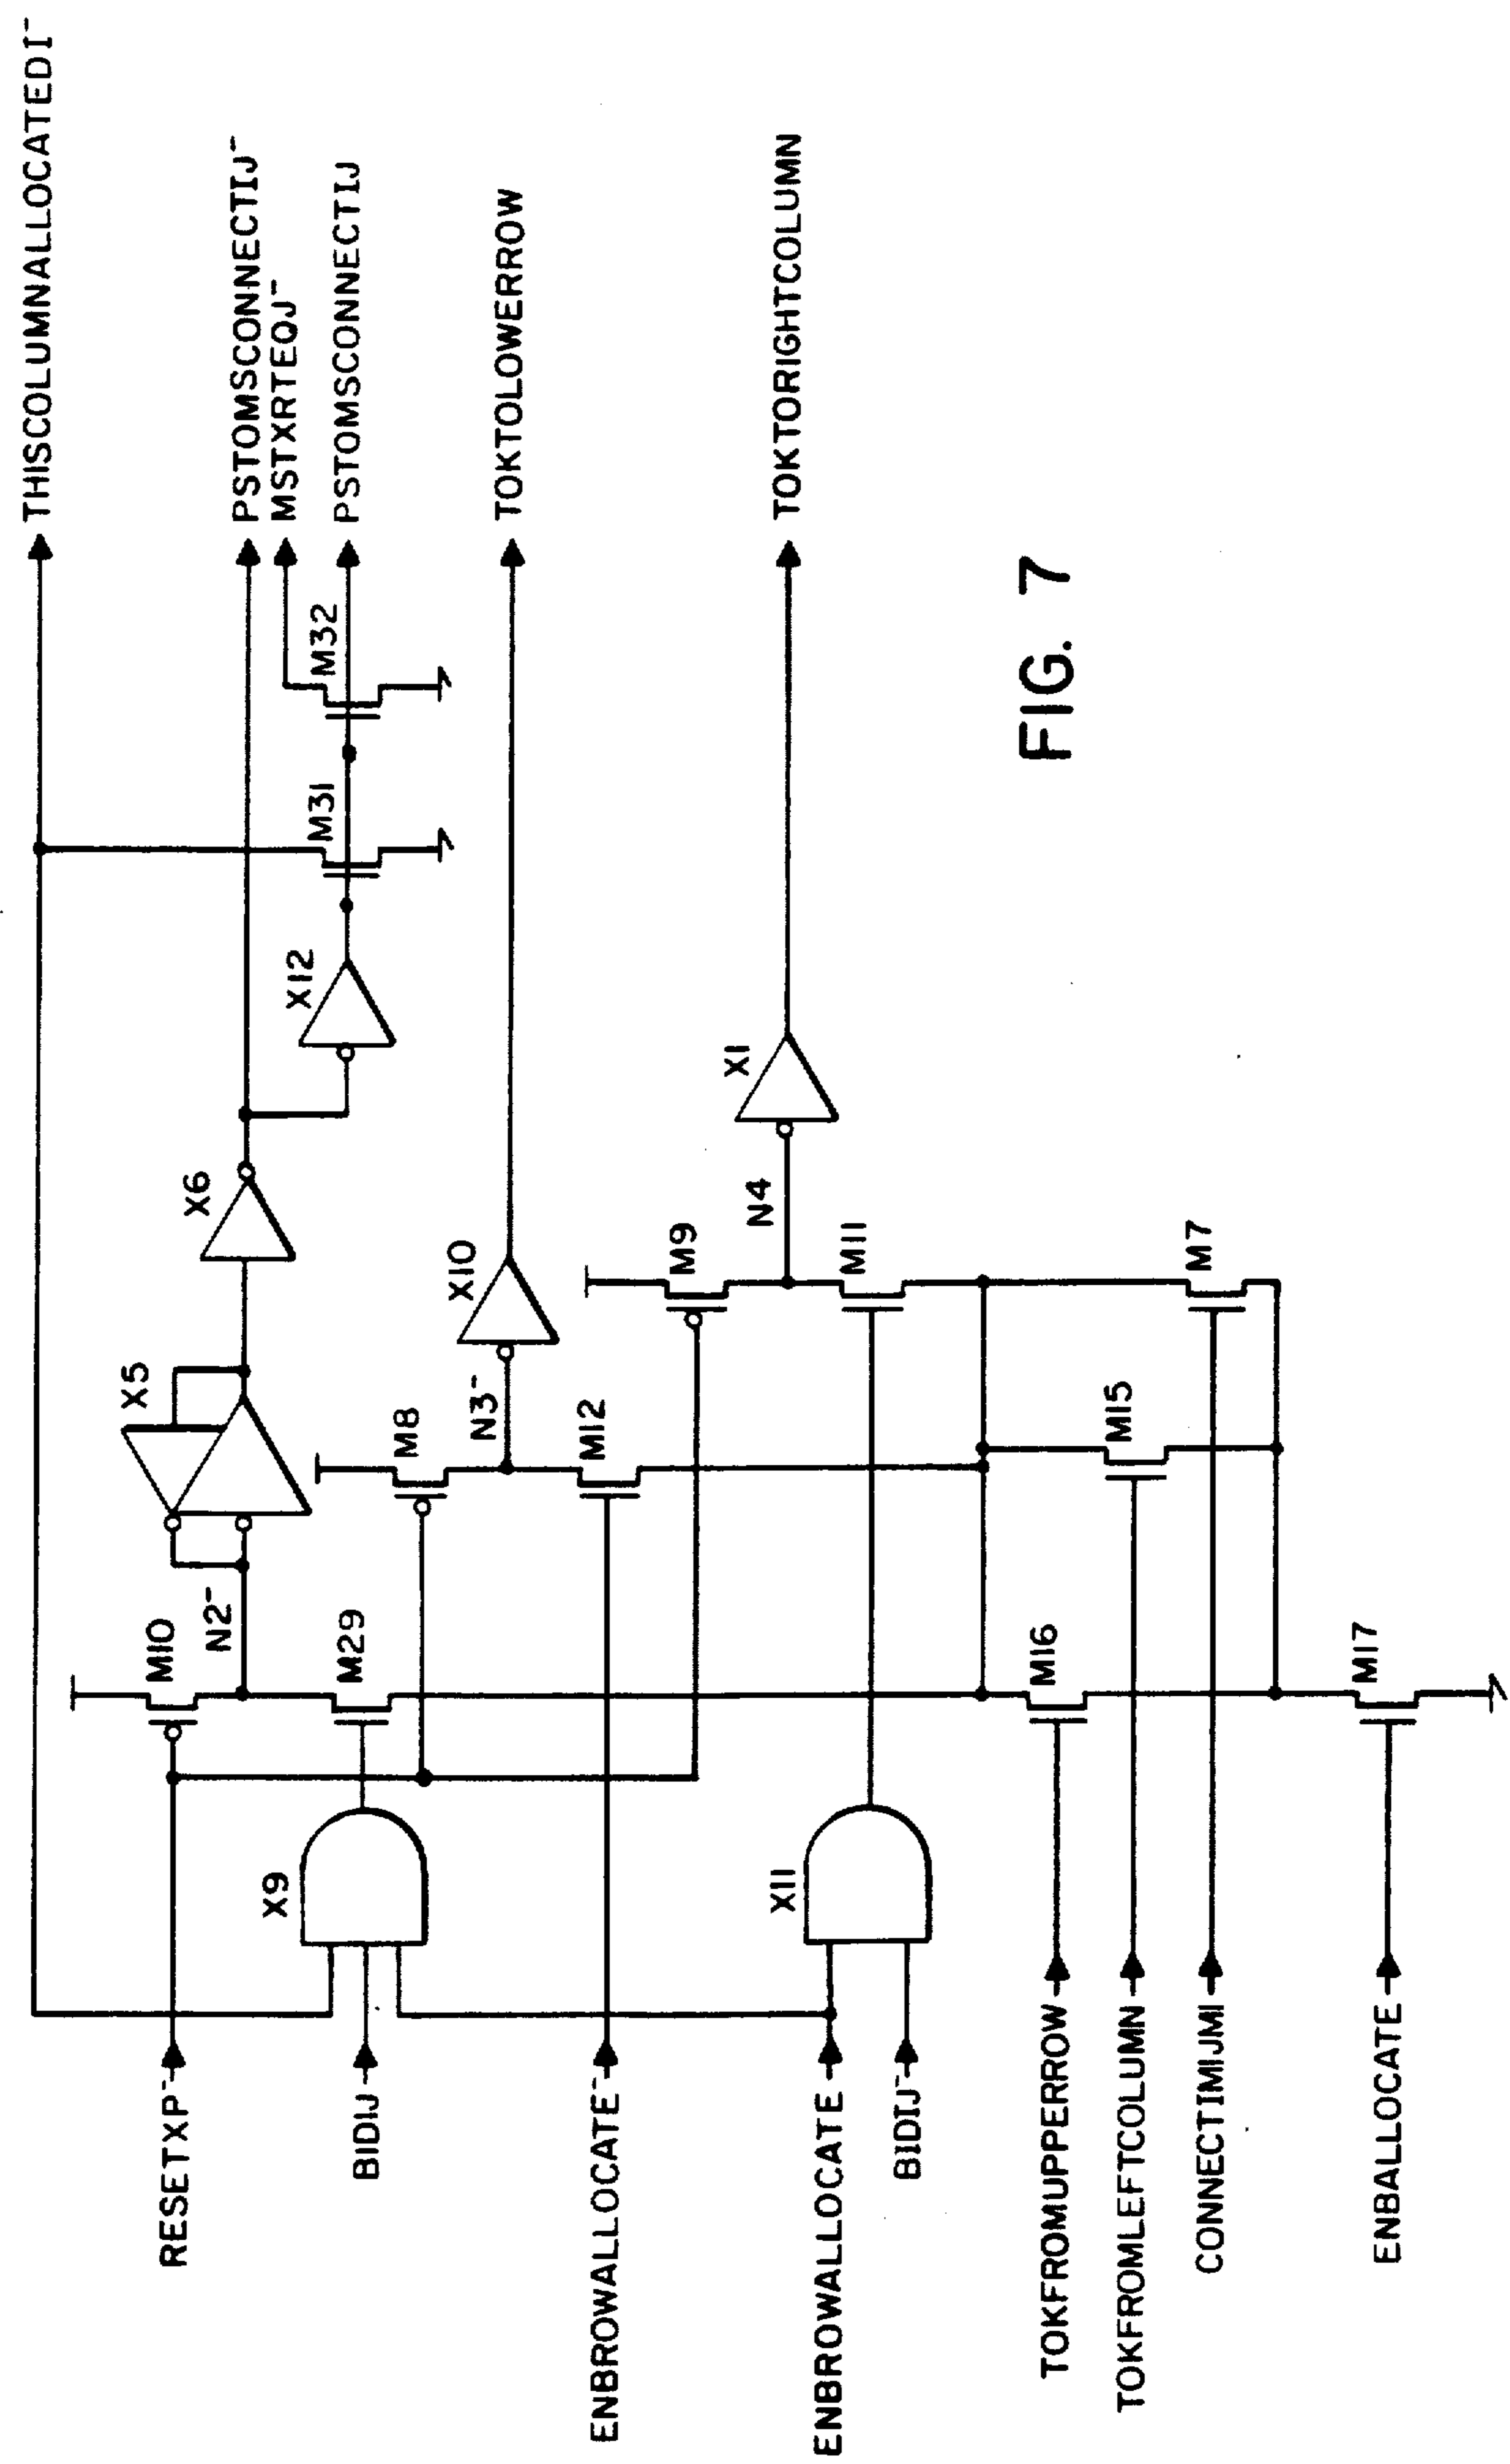 THISCOLUMNALLOCATEDI⁻
PSTOMSCONNECTIJ⁻
MSTXRTEQJ⁻
PSTOMSCONNECTIJ
TOKTOLOWERROW
TOKTORIGHTCOLUMN
M32
M31
X12
X6
X10
X5
X1
M10
N2⁻
M29
M8
N3⁻
M12
M9
N4
M11
M15
M7
M16
M17
X9
X11
RESETXP⁻
BIDIJ
ENBROWALLOCATE⁻
ENBROWALLOCATE
BIDIJ⁻
TOKFROMUPPERROW
TOKFROMLEFTCOLUMN
CONNECTIMIJMI
ENBALLOCATE
FIG. 7